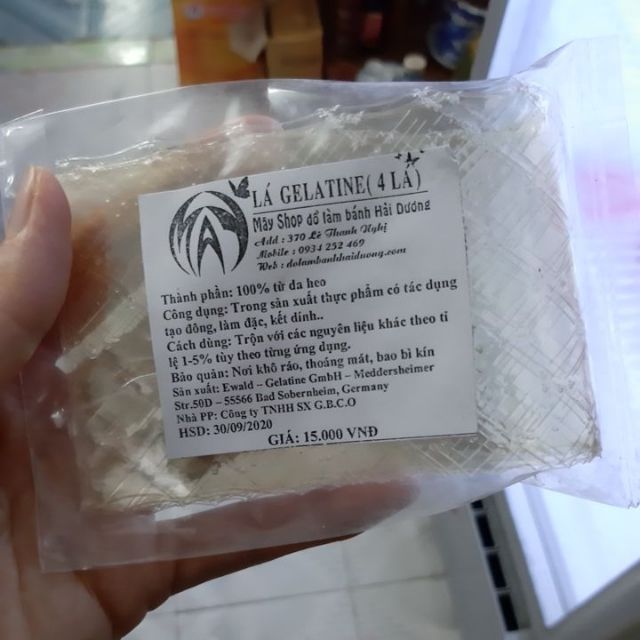 LÁ GELATINE( 4 LÁ)
Mây Shop đồ làm bánh Hải Dương
Add : 370 Lê Thanh Nghị
Mobile : 0934 252 469
Web : dolambanhhaiduong.com
Thành phần: 100% từ da heo
Công dụng: Trong sản xuất thực phẩm có tác dụng
tạo đông, làm đặc, kết dính..
Cách dùng: Trộn với các nguyên liệu khác theo tỉ
lệ 1-5% tùy theo từng ứng dụng.
Bảo quản: Nơi khô ráo, thoáng mát, bao bì kín
Sản xuất: Ewald – Gelatine GmbH – Meddersheimer
Str.50D – 55566 Bad Sobernheim, Germany
Nhà PP: Công ty TNHH SX G.B.C.O
HSD: 30/09/2020
GIÁ: 15.000 VNĐ